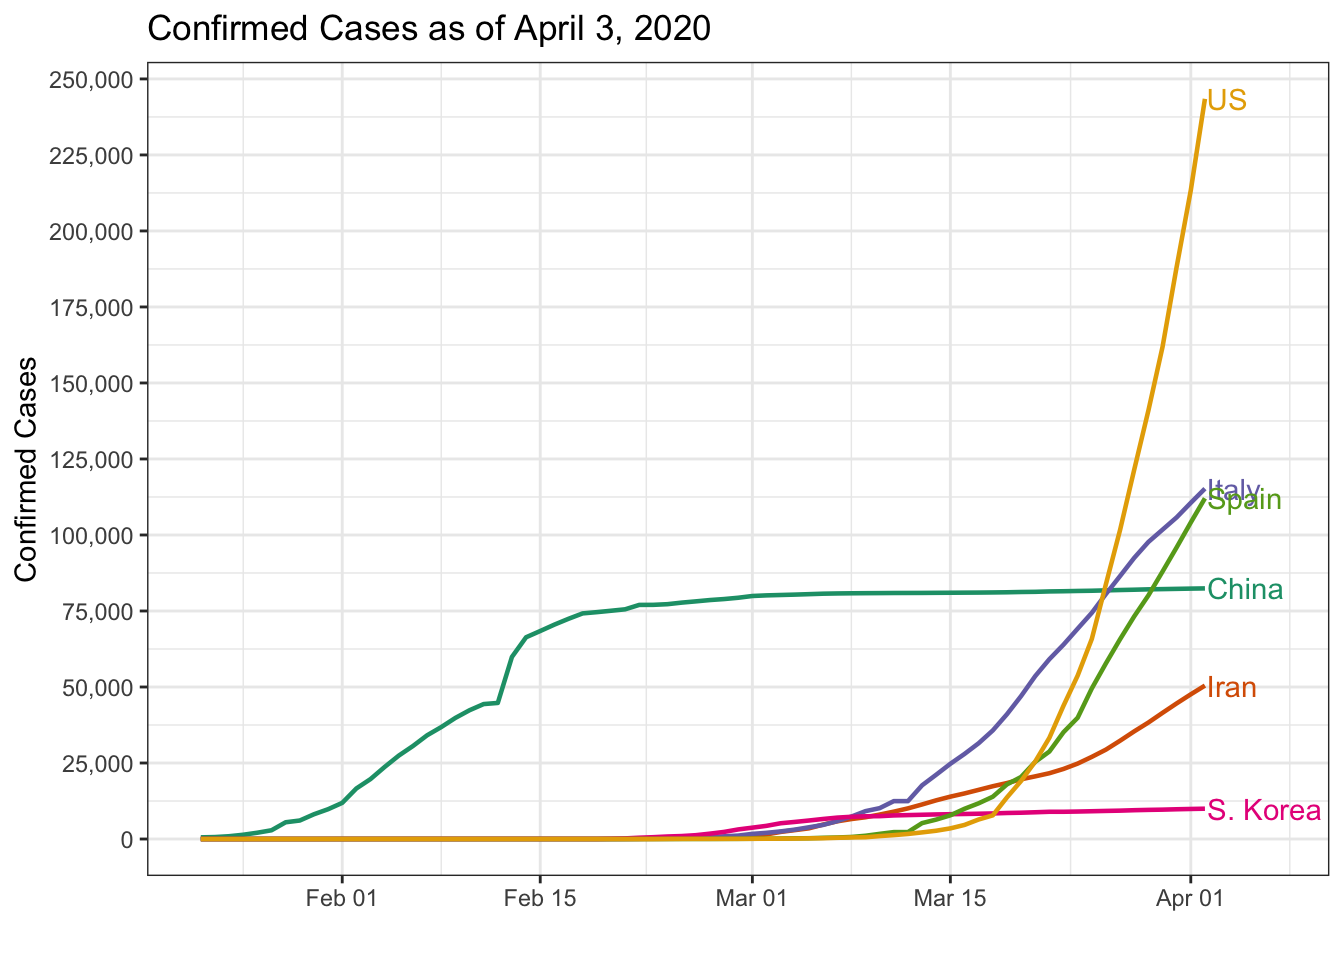 Confirmed Cases as of April 3, 2020
Confirmed Cases
250,000
225,000
200,000
175,000
150,000
125,000
100,000
75,000
50,000
25,000
0
US
Italy
Spain
China
Iran
S. Korea
Feb 01 Feb 15 Mar 01 Mar 15 Apr 01